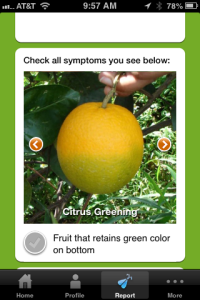 AT&T 9:57 AM 78%
Check all symptoms you see below:
Citrus Greening
Fruit that retains green color
on bottom
Home Profile Report More